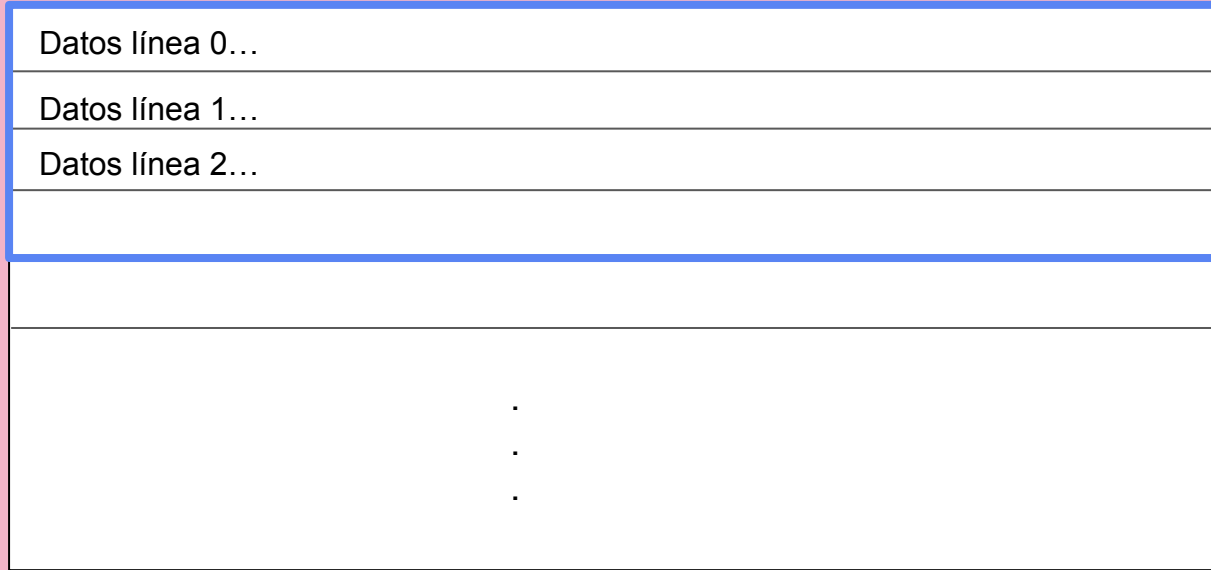 Datos línea 0…
Datos línea 1…
Datos línea 2…
.
.
.